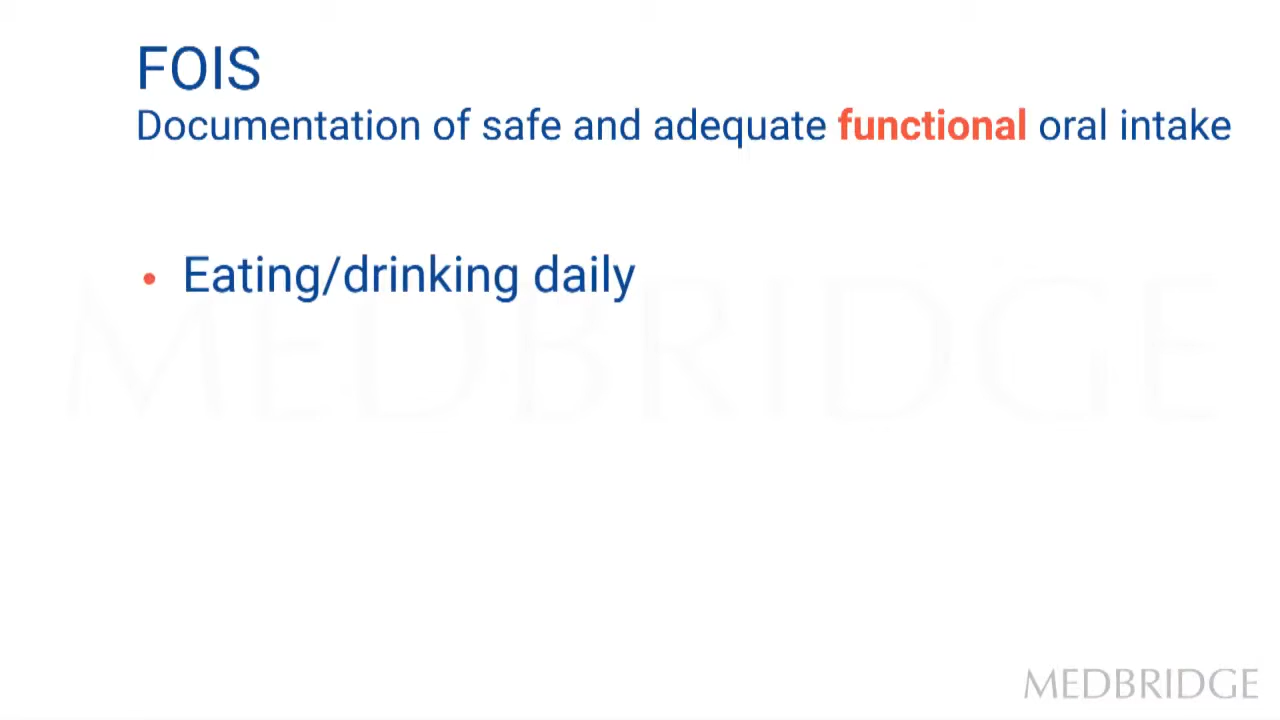 FOIS
Documentation of safe and adequate functional oral intake
• Eating/drinking daily
MEDBRIDGE
MEDBRIDGE